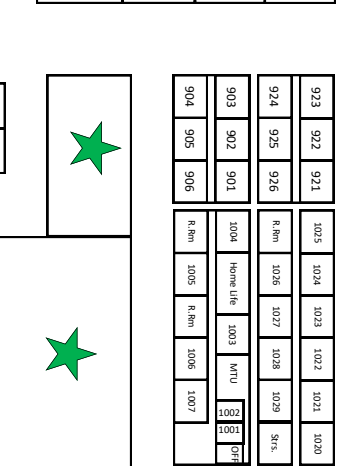 904 903 924 923
905 902 925 922
906 901 926 921
R.Rm 1004 R.Rm 1025
1005 Home Life 1026 1024
R.Rm 1003 1027 1023
1006 MTU 1028 1022
1007 1002 1029 1021
1001
OFF Strs. 1020